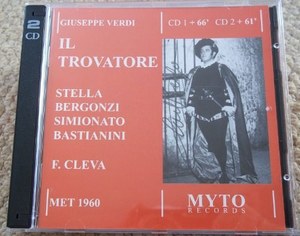 2
CD
GIUSEPPE VERDI
CD 1 + 66' CD 2 + 61'
IL
TROVATORE
STELLA
BERGONZI
SIMIONATO
BASTIANINI
F. CLEVA
MET 1960
MYTO
RECORDS